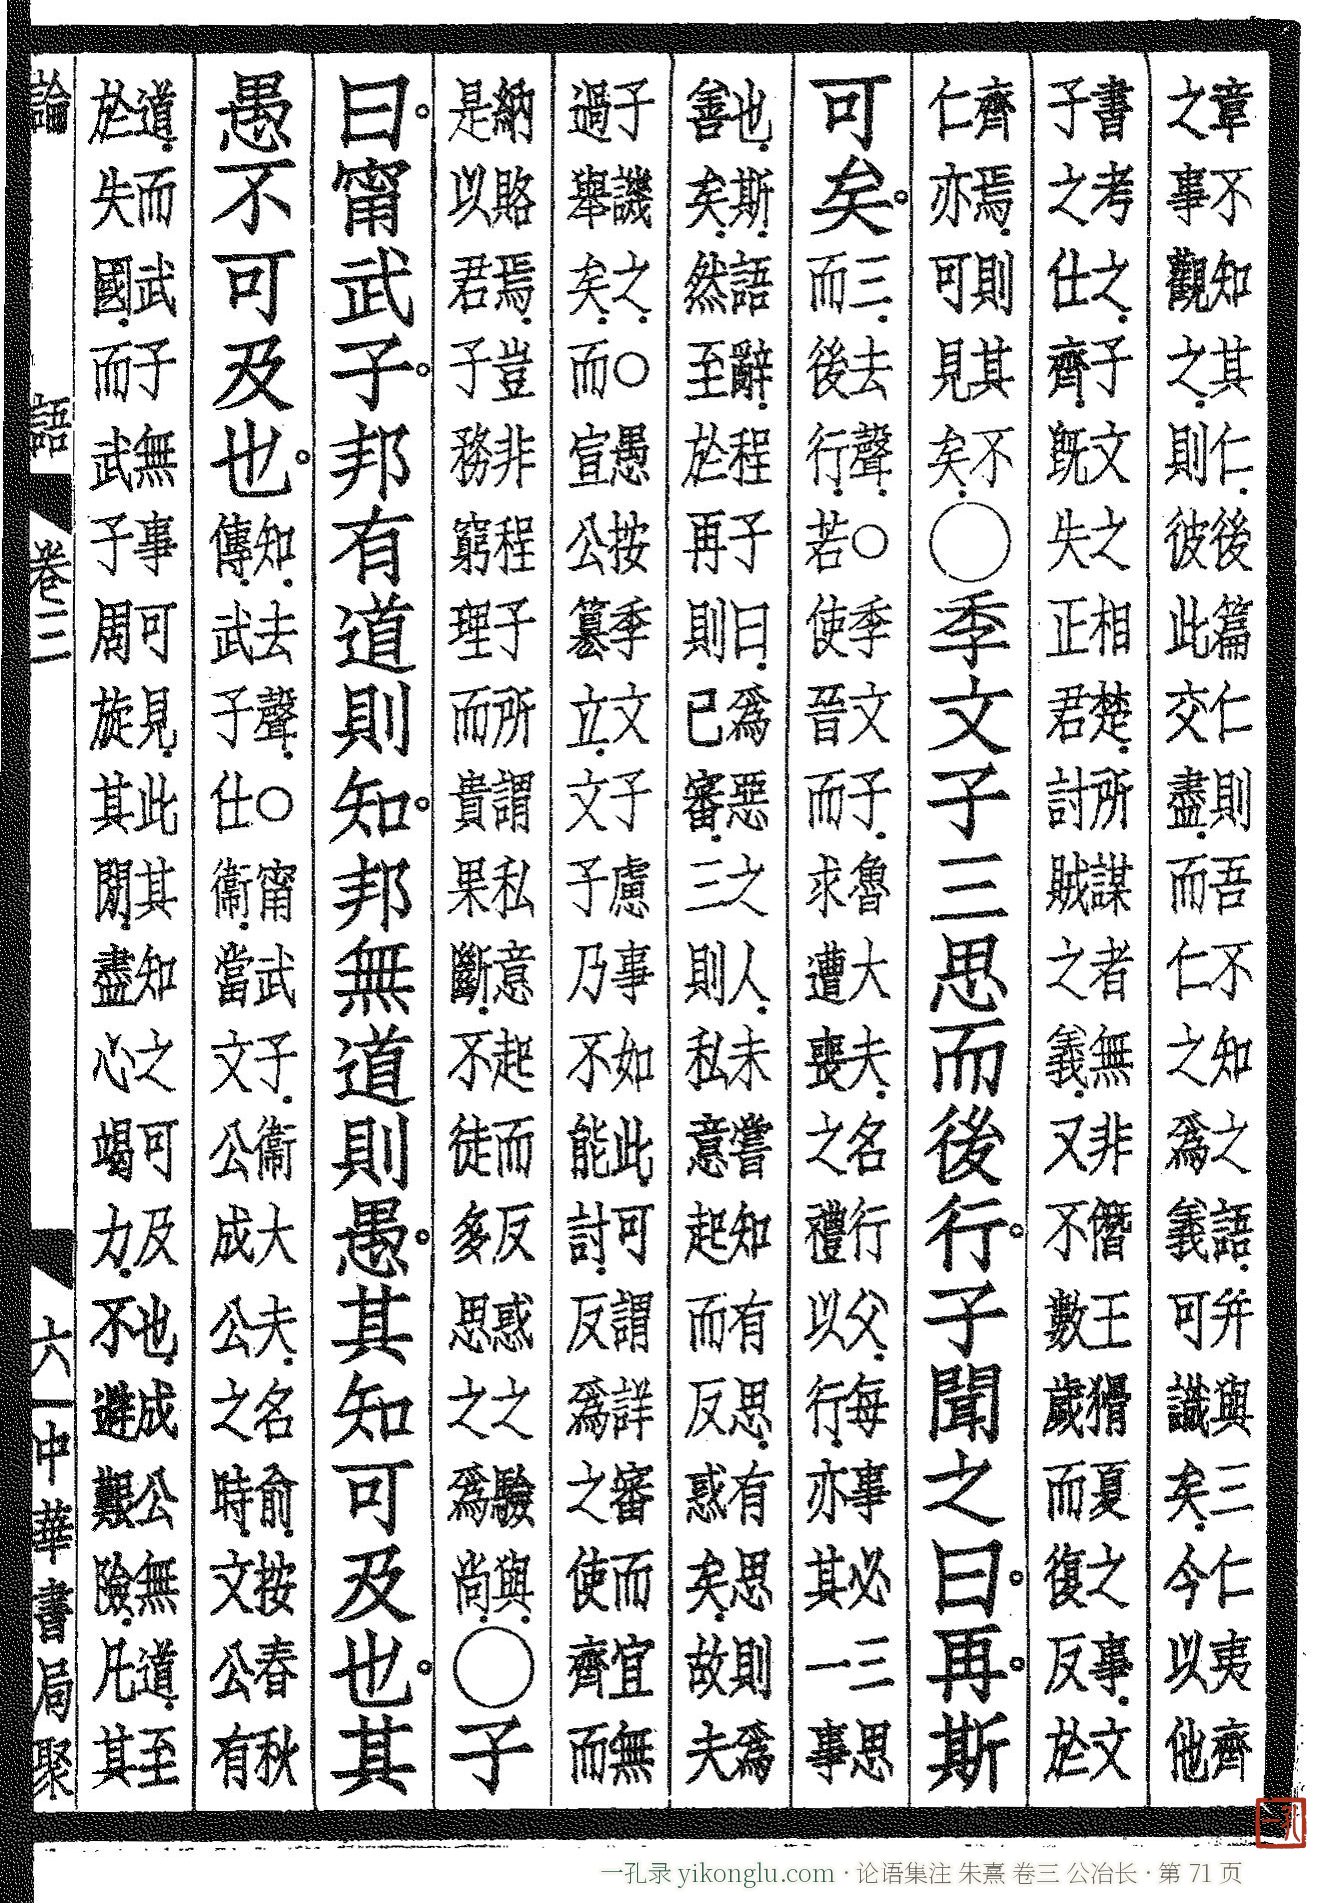 章不知其仁。後篇仁則吾不知之語。并與三仁夷齊
之事觀之。則彼此交盡。而仁之爲義可識矣。今以他
書考之。子文之相楚。所謀者無非僭王猾夏之事。文
子之仕齊。既失正君討賊之義。又不數歲而復反於
齊焉。則其不
仁亦可見矣。
○季文子三思而後行。子聞之曰。再。斯
可矣。
三。去聲。○季文子。魯大夫。名行父。每事必三思
而後行。若使晉而求遭喪之禮以行。亦其一事
也。斯。語辭。程子曰。爲惡之人。未嘗知有思。有思則爲
善矣。然至於再則已審。三則私意起而反惑矣。故夫
子譏之。○愚按季文子慮事如此。可謂詳審而宜無
過舉矣。而宣公篡立。文子乃不能討。反爲之使齊而
納賂焉。豈非程子所謂私意起而反惑之驗與。
是以君子務窮理而貴果斷。不徒多思之爲尚。
○子
曰。甯武子。邦有道則知。邦無道則愚。其知可及也。其
愚不可及也。
知。去聲。○甯武子。衞大夫。名俞。按春秋
傳。武子仕衞。當文公成公之時。文公有
道。而武子無事可見。此其知之可及也。成公無道。至
於失國。而武子周旋其閒。盡心竭力。不避艱險。凡其
論語 卷三 六一中華書局聚
一孔
一孔录 yikonglu.com · 论语集注 朱熹 卷三 公冶长 · 第 71 页